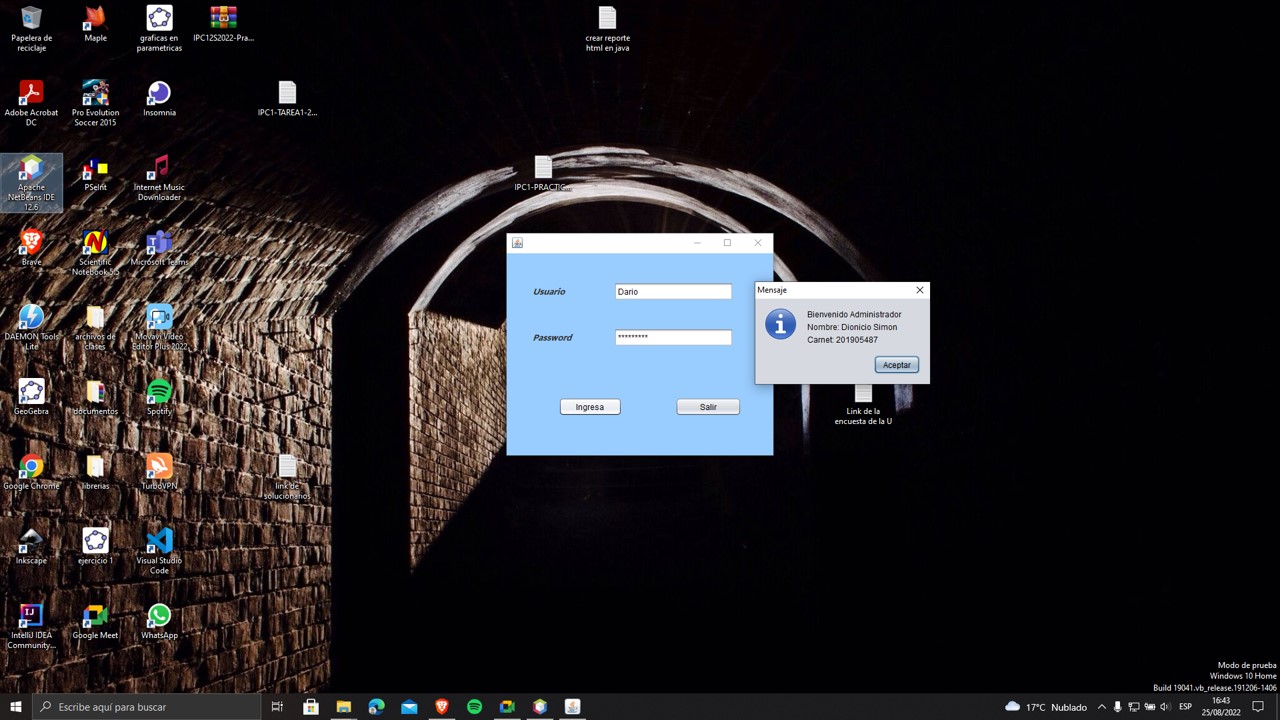 Papelera de
reciclaje
Maple
graficas en
parametricas
IPC12S2022-Pra...
crear reporte
html en java
Adobe Acrobat
DC
Pro Evolution
Soccer 2015
Insomnia
IPC1-TAREA1-2...
Apache
NetBeans IDE
12.6
PSeInt
Internet Music
Downloader
IPC1-PRACTIC...
Brave
Scientific
Notebook 5.5
Microsoft Teams
DAEMON Tools
Lite
archivos de
clases
Movavi Video
Editor Plus 2022
GeoGebra
documentos
Spotify
Google Chrome
librerias
TurboVPN
link de
solucionarios
Inkscape
ejercicio 1
Visual Studio
Code
IntelliJ IDEA
Community...
Google Meet
WhatsApp
Usuario
Dario
Password
*********
Ingresa
Salir
Mensaje
Bienvenido Administrador
Nombre: Dionicio Simon
Carnet: 201905487
Aceptar
Link de la
encuesta de la U
Modo de prueba
Windows 10 Home
Build 19041.vb_release.191206-1406
Escribe aquí para buscar
17°C Nublado
ESP
16:43
25/08/2022